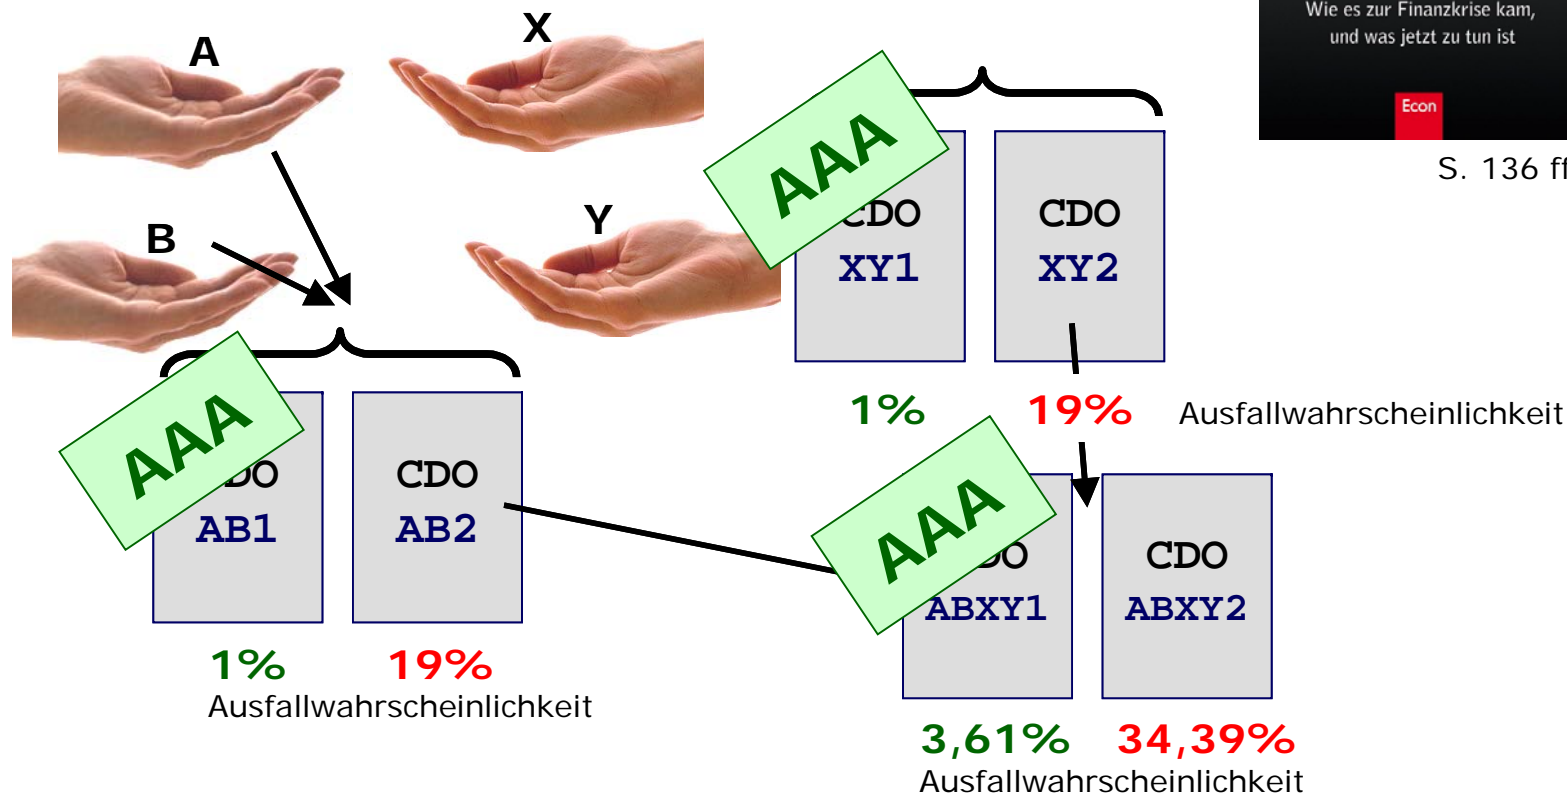 Wie es zur Finanzkrise kam,
und was jetzt zu tun ist
Econ
S. 136 ff
A
X
B
Y
AAA
CDO
XY1
CDO
XY2
1%
19%
Ausfallwahrscheinlichkeit
AAA
DO
AB1
CDO
AB2
1%
19%
Ausfallwahrscheinlichkeit
AAA
DO
ABXY1
CDO
ABXY2
3,61%
34,39%
Ausfallwahrscheinlichkeit